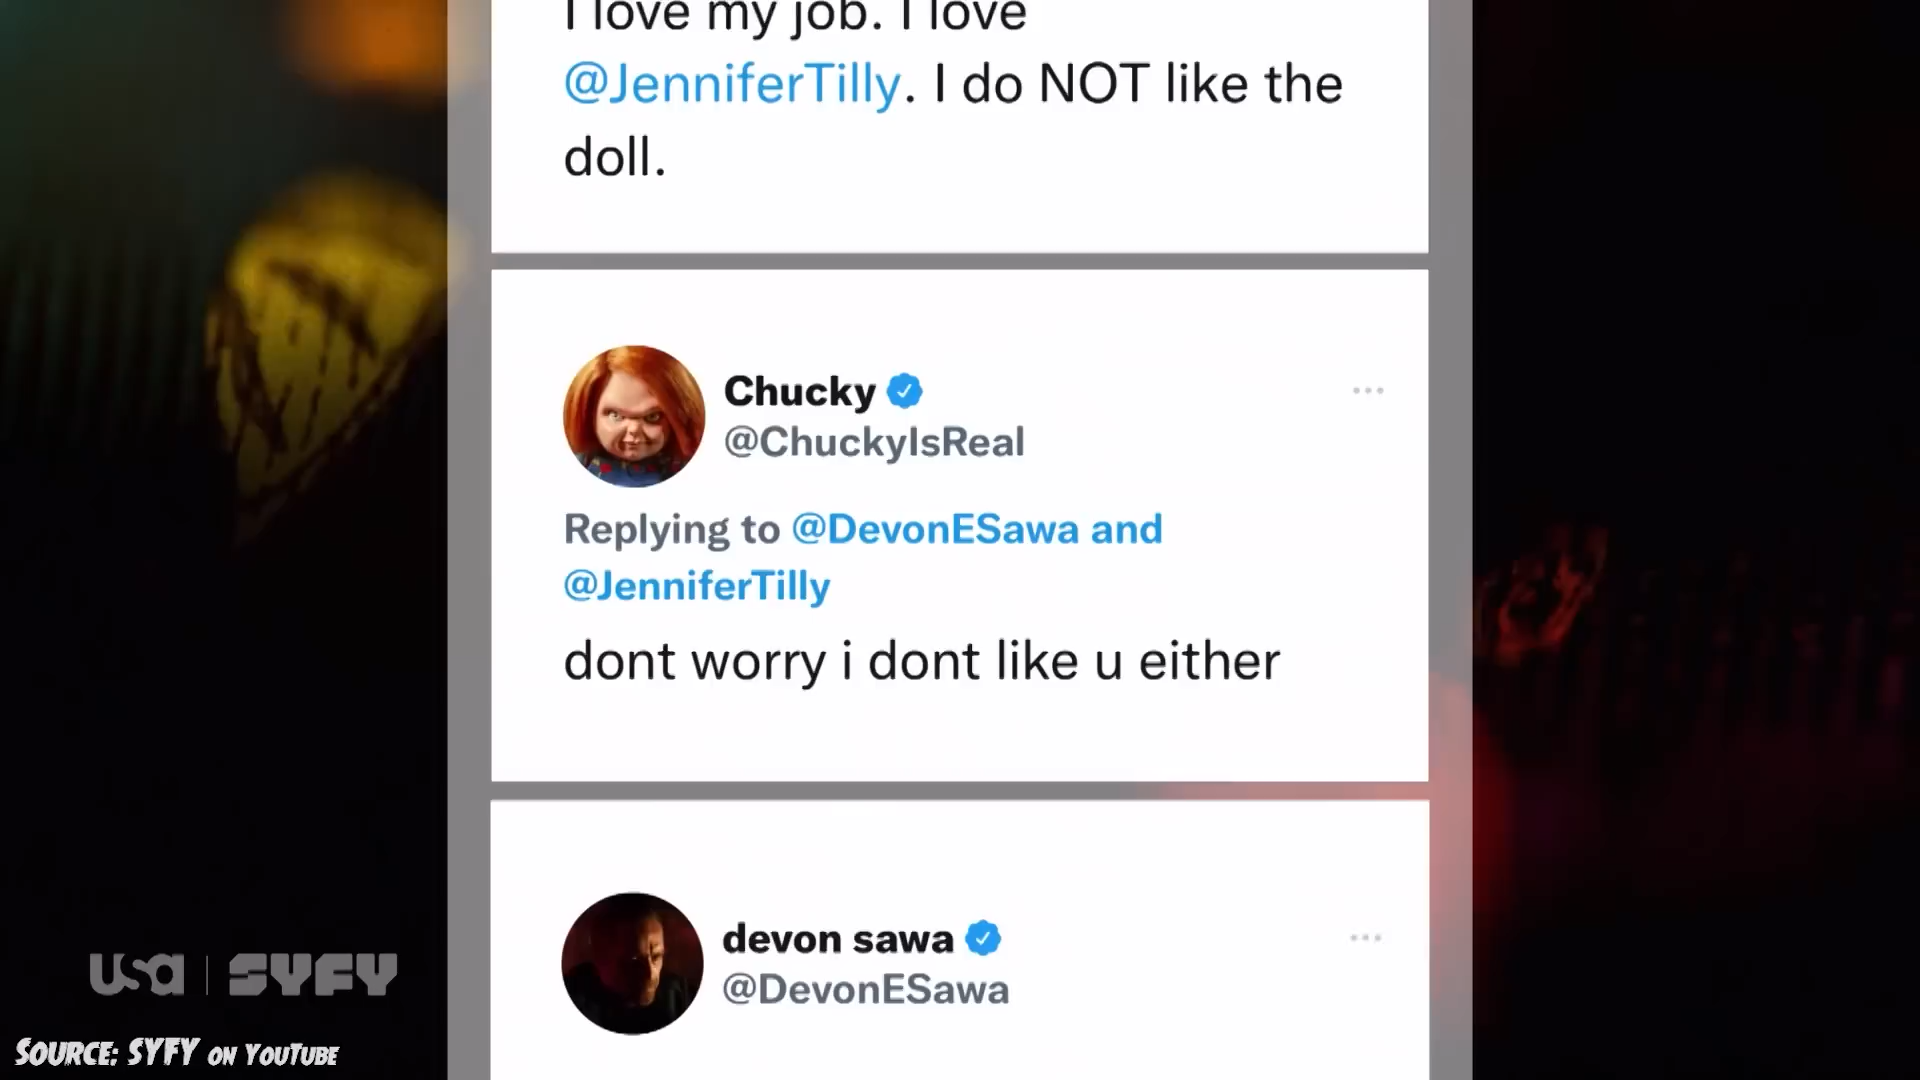 I love my job. I love
@JenniferTilly. I do NOT like the
doll.
Chucky
@ChuckyIsReal
Replying to @DevonESawa and
@JenniferTilly
dont worry i dont like u either
devon sawa
@DevonESawa
USA | SYFY
SOURCE: SYFY ON YOUTUBE